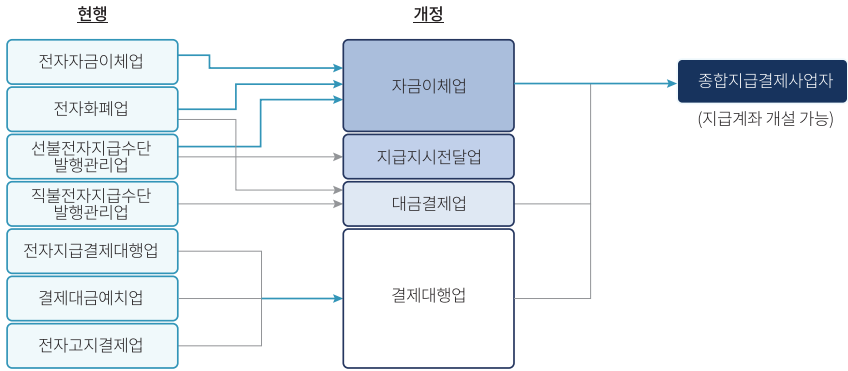 현행
개정
전자자금이체업
전자화폐업
선불전자지급수단
발행관리업
직불전자지급수단
발행관리업
전자지급결제대행업
결제대금예치업
전자고지결제업
자금이체업
지급지시전달업
대금결제업
결제대행업
종합지급결제사업자
(지급계좌 개설 가능)